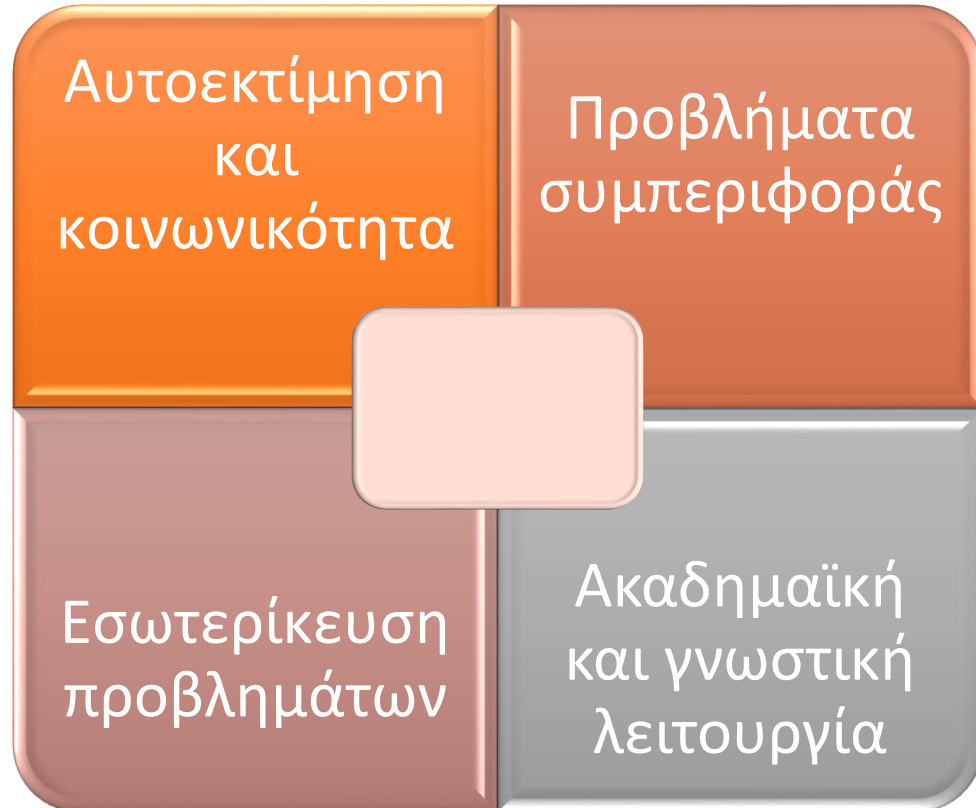 Αυτοεκτίμηση
και
κοινωνικότητα
Προβλήματα
συμπεριφοράς
Εσωτερίκευση
προβλημάτων
Ακαδημαϊκή
και γνωστική
λειτουργία